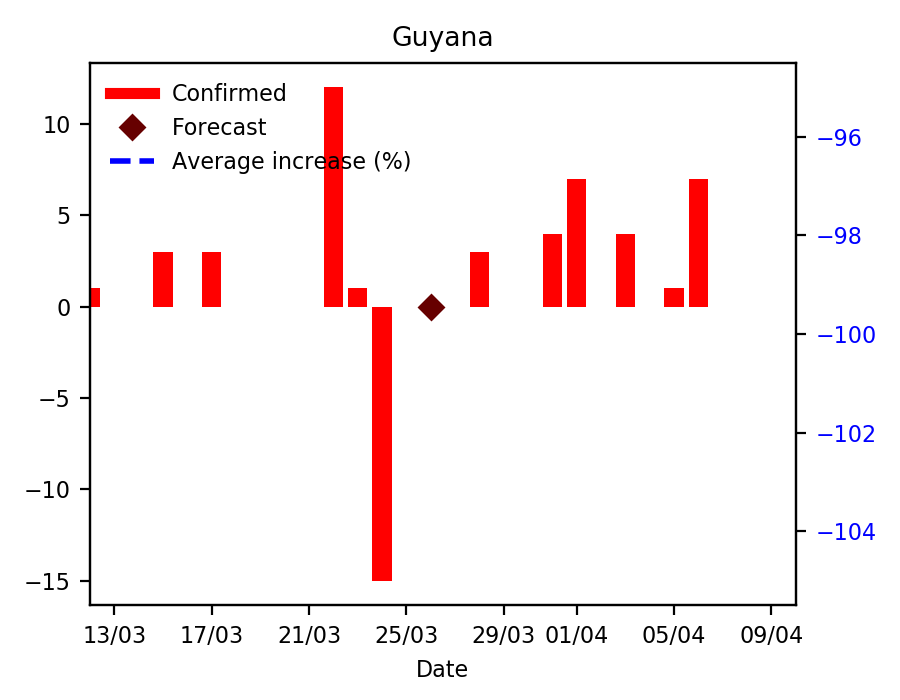 Guyana
Confirmed
Forecast
Average increase (%)
10
5
0
−5
−10
−15
−96
−98
−100
−102
−104
13/03 17/03 21/03 25/03 29/03 01/04 05/04 09/04
Date